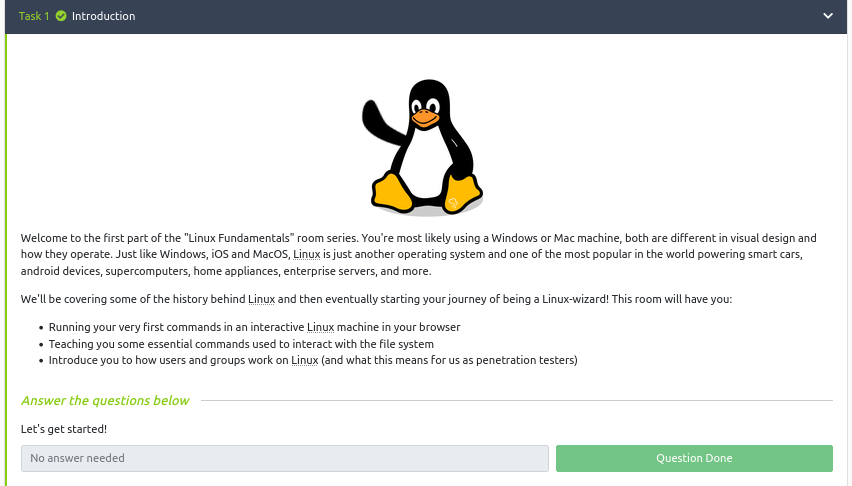 Task 1 Introduction
Welcome to the first part of the "Linux Fundamentals" room series. You're most likely using a Windows or Mac machine, both are different in visual design and
how they operate. Just like Windows, iOS and MacOS, Linux is just another operating system and one of the most popular in the world powering smart cars,
android devices, supercomputers, home appliances, enterprise servers, and more.
We'll be covering some of the history behind Linux and then eventually starting your journey of being a Linux-wizard! This room will have you:
• Running your very first commands in an interactive Linux machine in your browser
• Teaching you some essential commands used to interact with the file system
• Introduce you to how users and groups work on Linux (and what this means for us as penetration testers)
Answer the questions below
Let's get started!
No answer needed
Question Done